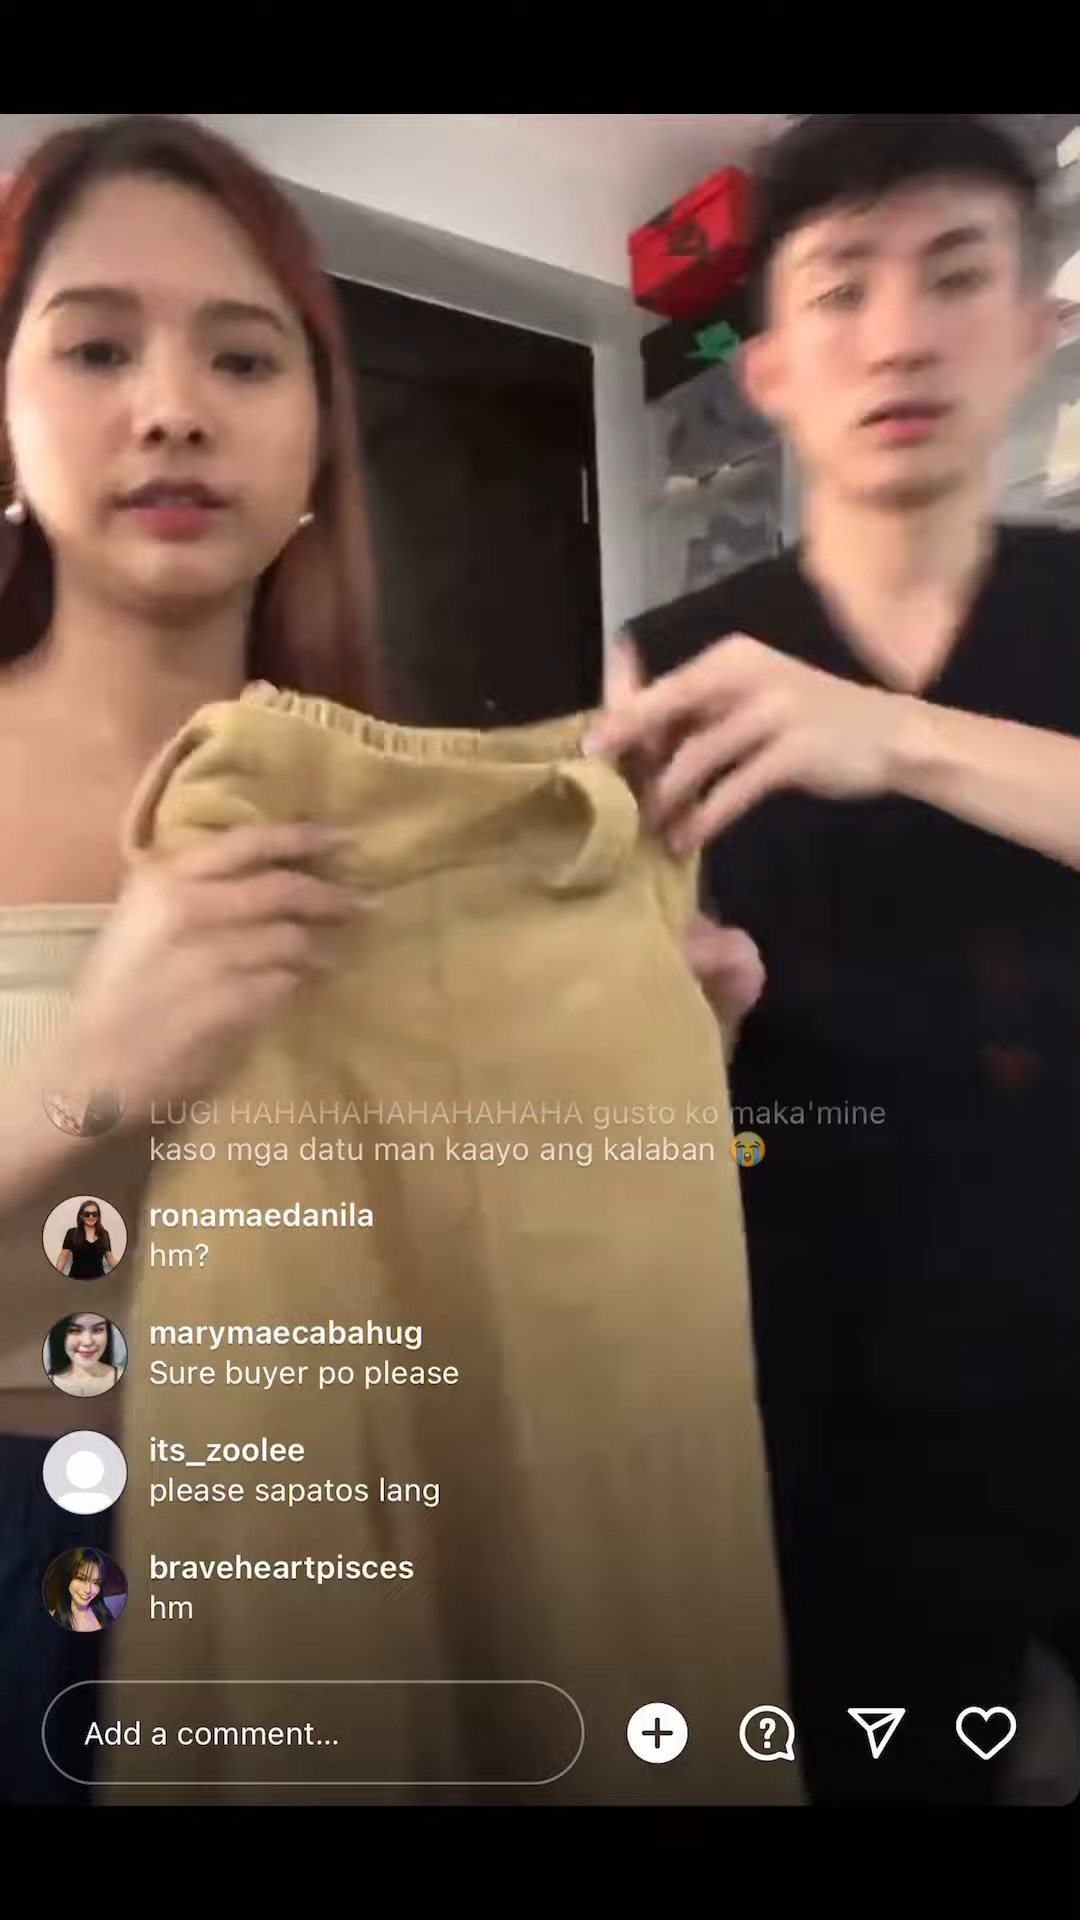 LUGI HAHAHAHAHAHAHAHA gusto ko maka'mine
kaso mga datu man kaayo ang kalaban 😭
ronamaedanila
hm?
marymaecabahug
Sure buyer po please
its_zoolee
please sapatos lang
braveheartpisces
hm
Add a comment...